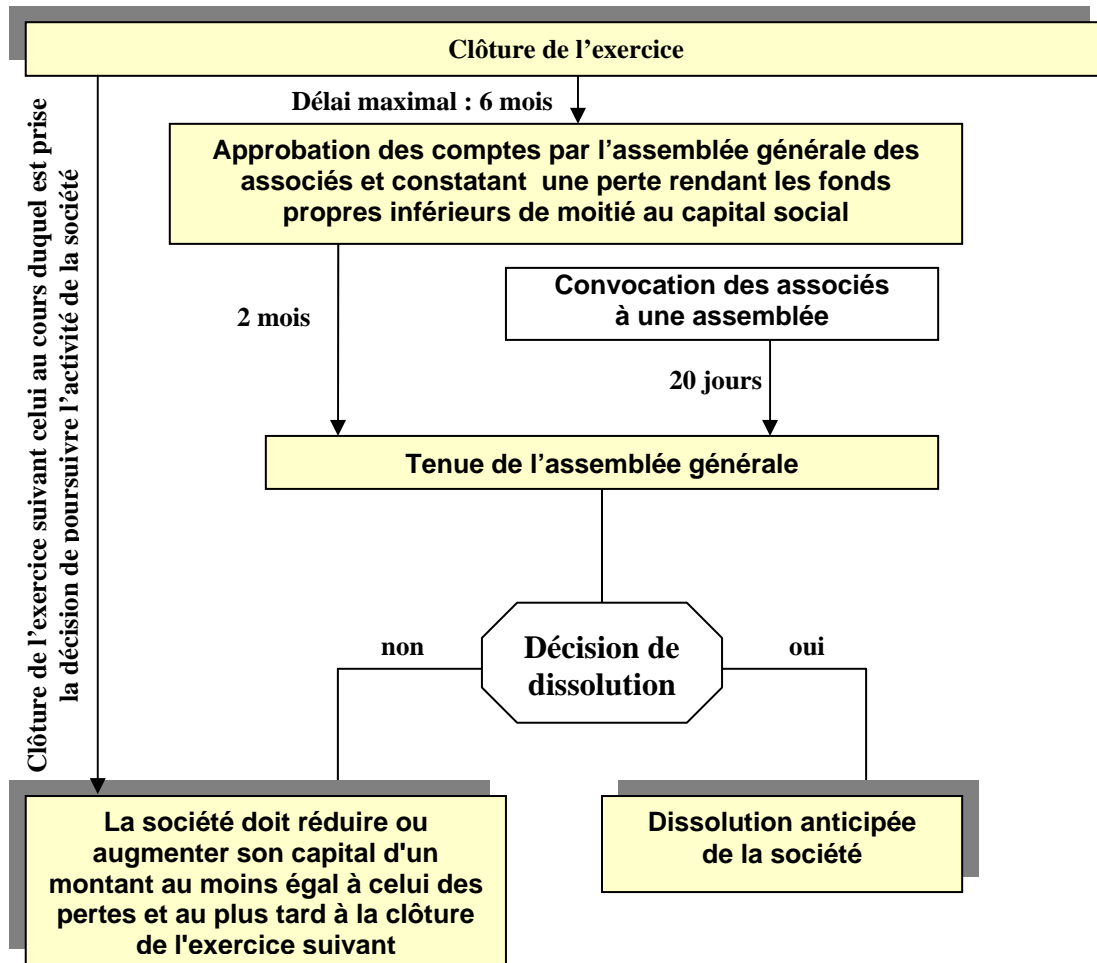 Clôture de l’exercice
Délai maximal : 6 mois
Approbation des comptes par l’assemblée générale des
associés et constatant une perte rendant les fonds
propres inférieurs de moitié au capital social
Clôture de l’exercice suivant celui au cours duquel est prise
la décision de poursuivre l’activité de la société
2 mois
Convocation des associés
à une assemblée
20 jours
Tenue de l’assemblée générale
non
Décision de
dissolution
oui
La société doit réduire ou
augmenter son capital d'un
montant au moins égal à celui des
pertes et au plus tard à la clôture
de l'exercice suivant
Dissolution anticipée
de la société